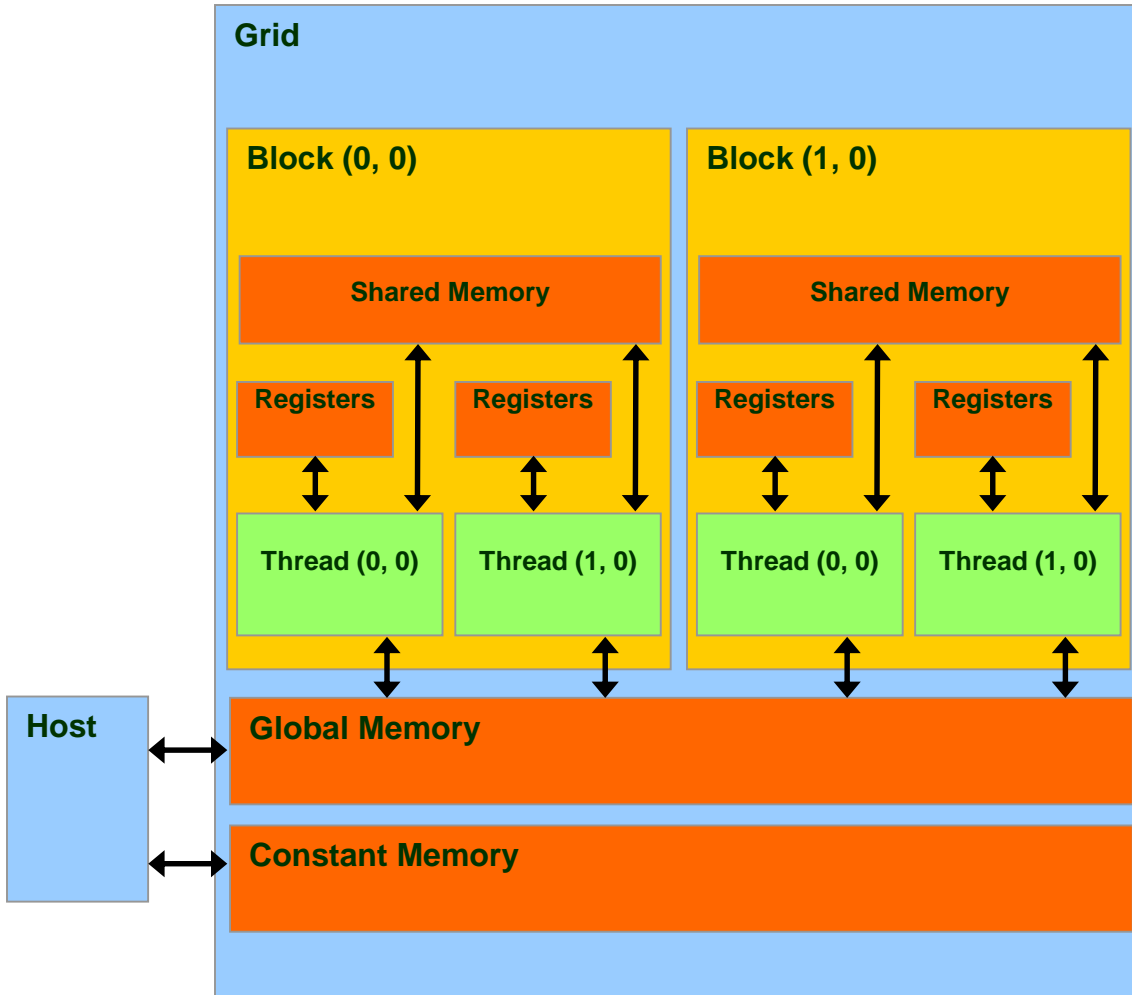 Grid
Block (0, 0)
Block (1, 0)
Shared Memory
Shared Memory
Registers
Registers
Registers
Registers
Thread (0, 0)
Thread (1, 0)
Thread (0, 0)
Thread (1, 0)
Host
Global Memory
Constant Memory